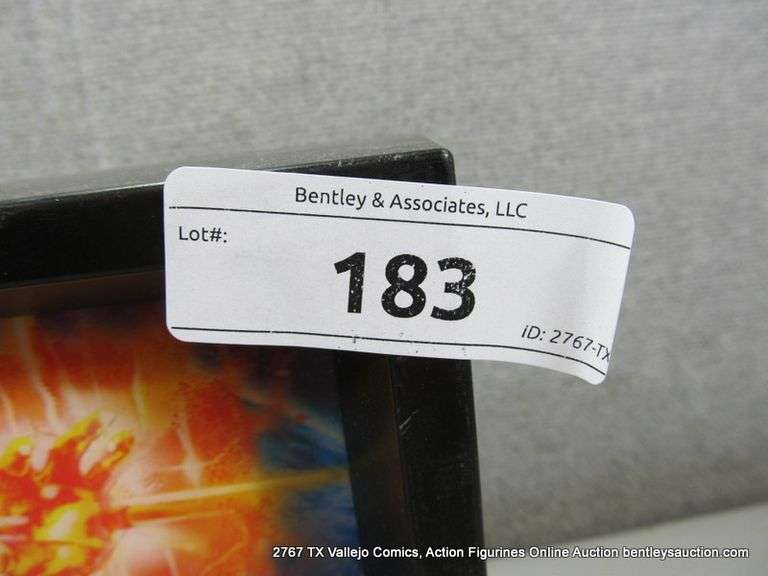 Bentley & Associates, LLC
Lot#:
183
iD: 2767-TX
2767 TX Vallejo Comics, Action Figurines Online Auction bentleysauction.com